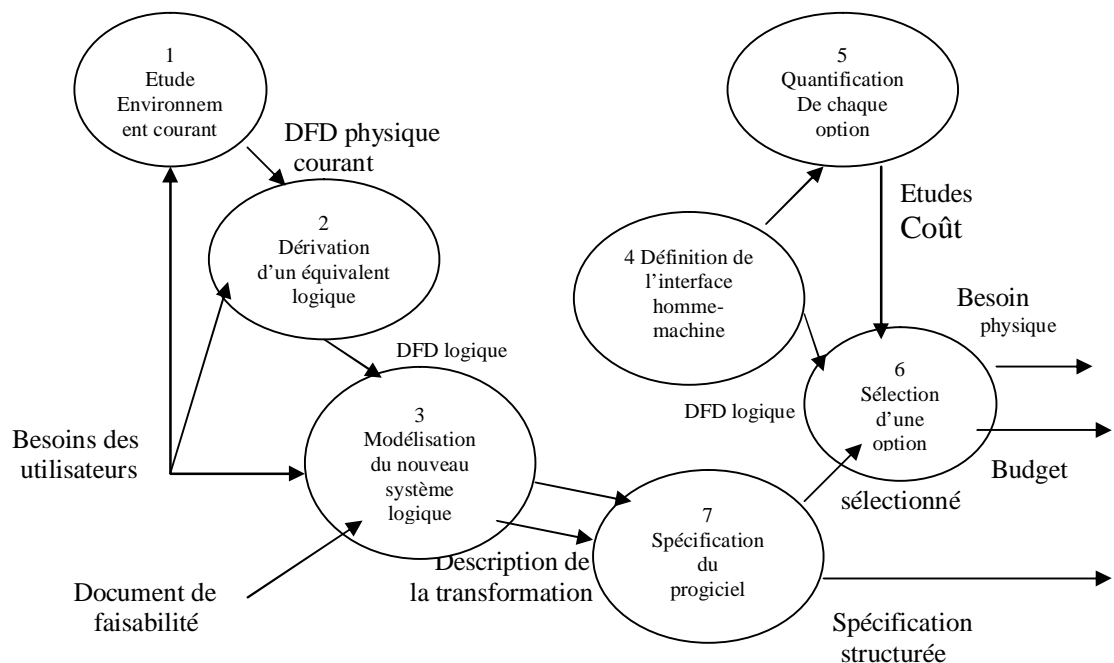 1
Etude
Environnem
ent courant
DFD physique
courant
2
Dérivation
d’un équivalent
logique
DFD logique
3
Modélisation
du nouveau
système
logique
Besoins des
utilisateurs
Document de
faisabilité
Description de
la transformation
5
Quantification
De chaque
option
Etudes
Coût
4 Définition de
l’interface
homme-
machine
Besoin
physique
6
Sélection
d’une
option
DFD logique
sélectionné
Budget
7
Spécification
du
progiciel
Spécification
structurée